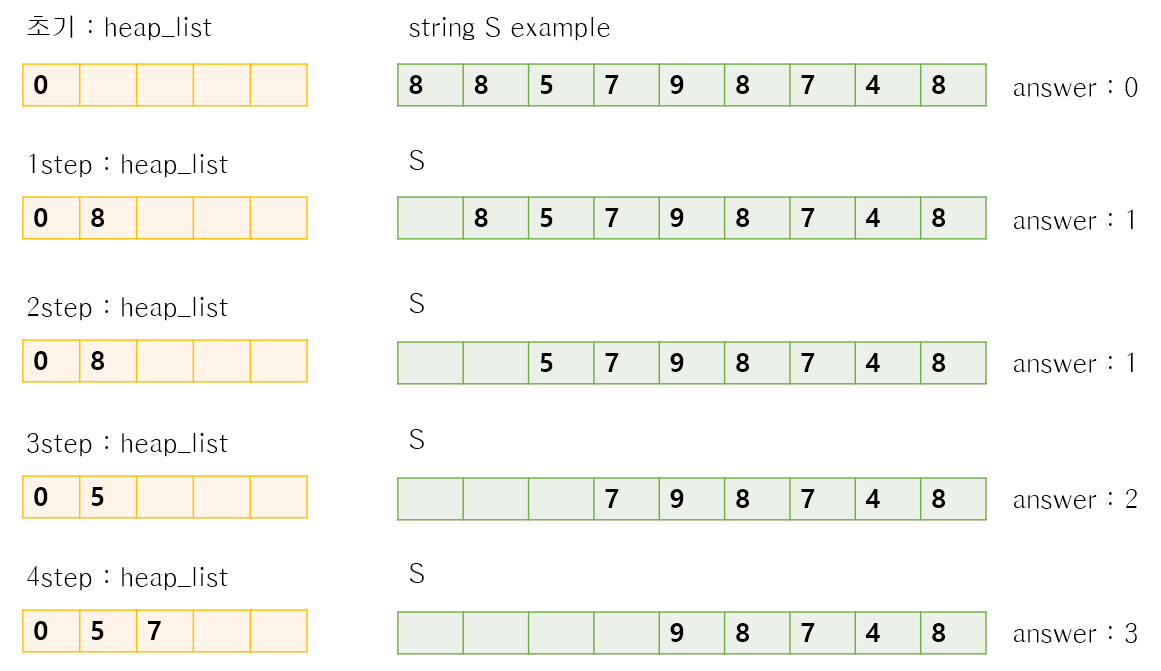 초기 : heap_list string S example
0 8 8 5 7 9 8 7 4 8 answer : 0
1step : heap_list S
0 8 8 5 7 9 8 7 4 8 answer : 1
2step : heap_list S
0 8 5 7 9 8 7 4 8 answer : 1
3step : heap_list S
0 5 7 9 8 7 4 8 answer : 2
4step : heap_list S
0 5 7 9 8 7 4 8 answer : 3